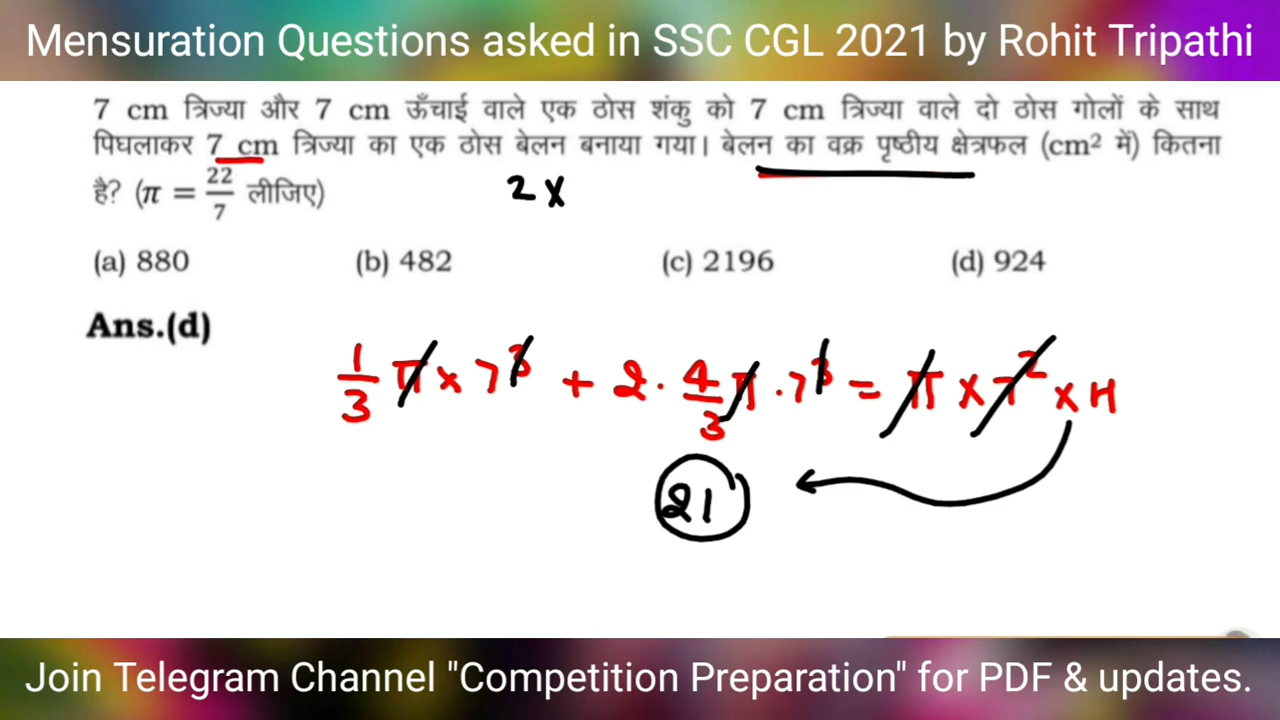 Mensuration Questions asked in SSC CGL 2021 by Rohit Tripathi
7 cm त्रिज्या और 7 cm ऊँचाई वाले एक ठोस शंकु को 7 cm त्रिज्या वाले दो ठोस गोलों के साथ
पिघलाकर 7 cm त्रिज्या का एक ठोस बेलन बनाया गया। बेलन का वक्र पृष्ठीय क्षेत्रफल (cm² में) कितना
है? (π = 22/7 लीजिए)
2 x
(a) 880 (b) 482 (c) 2196 (d) 924
Ans.(d)
1/3 π × 7³ + 2 · 4/3 π · 7³ = π × 7² × H
21
Join Telegram Channel "Competition Preparation" for PDF & updates.